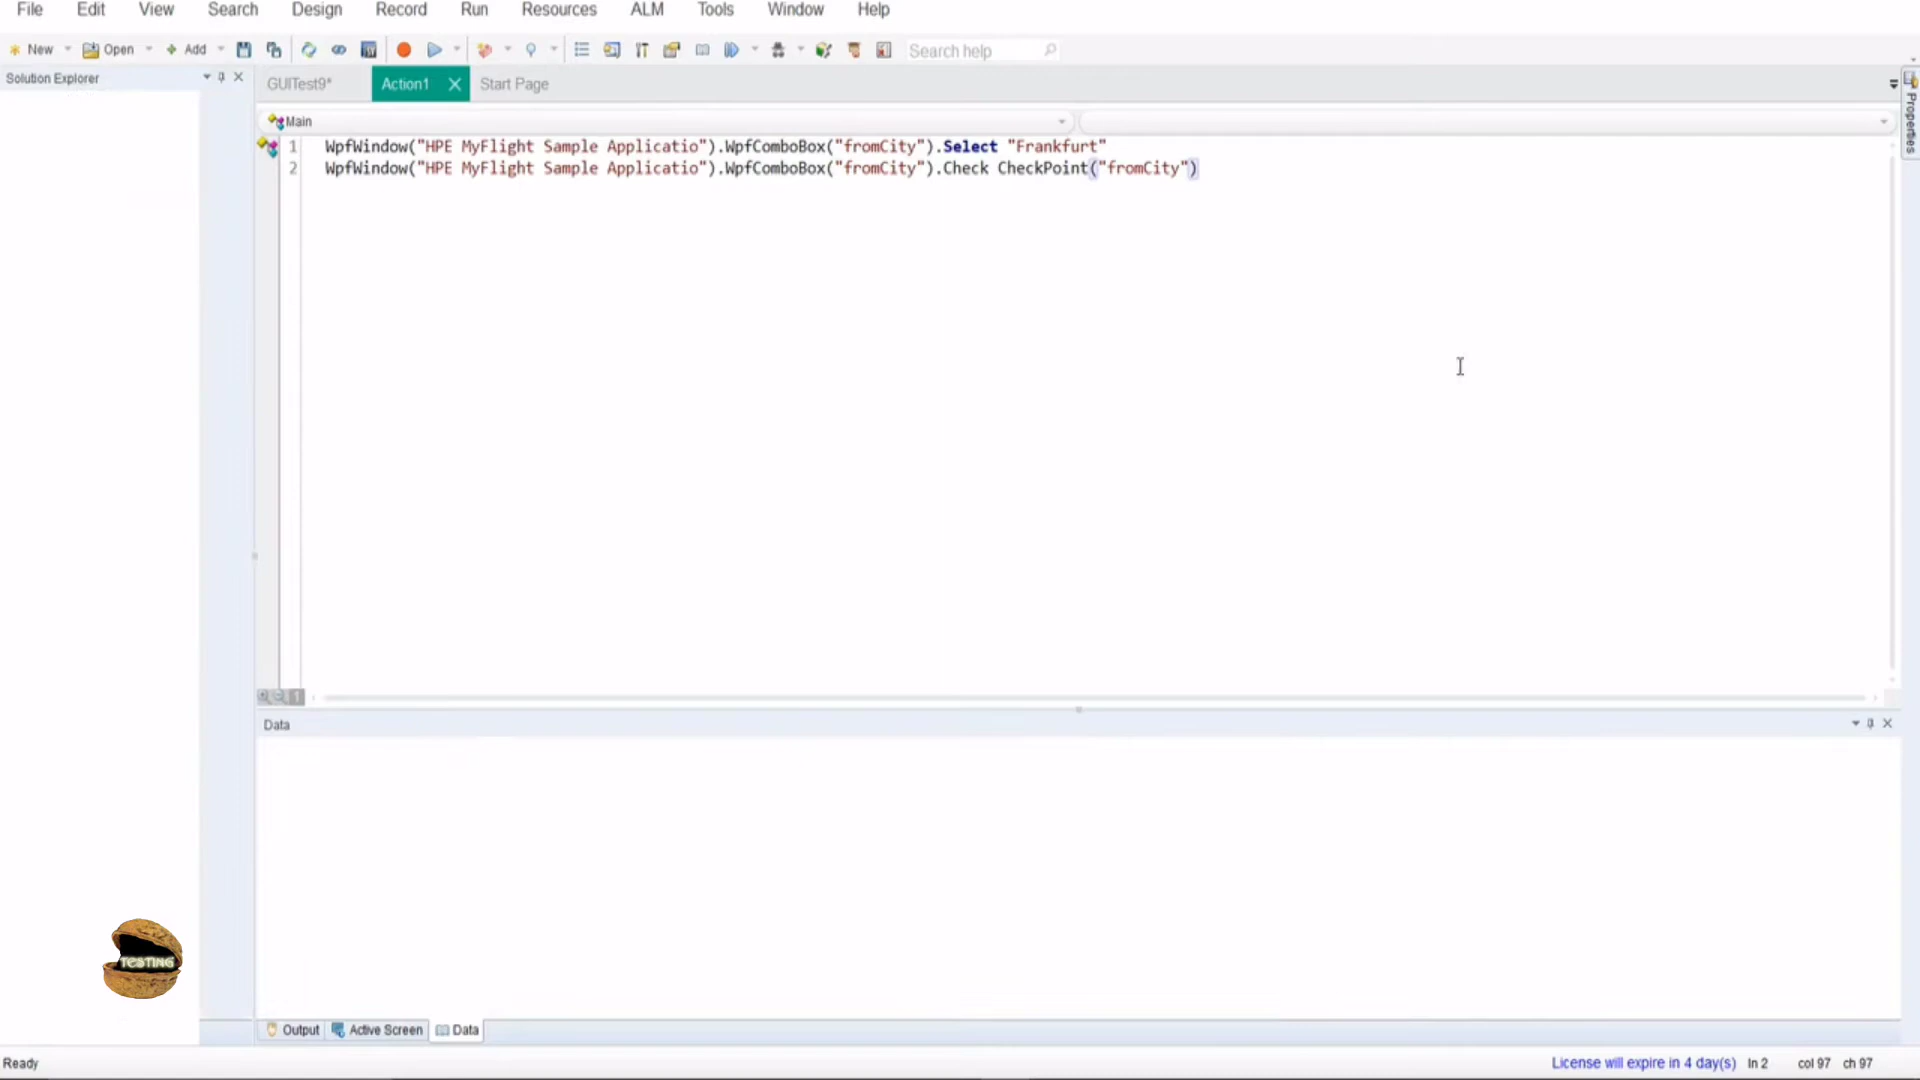 File Edit View Search Design Record Run Resources ALM Tools Window Help
New Open Add Search help
Solution Explorer
GUITest9* Action1 Start Page
Properties
Main
1 WpfWindow("HPE MyFlight Sample Applicatio").WpfComboBox("fromCity").Select "Frankfurt"
2 WpfWindow("HPE MyFlight Sample Applicatio").WpfComboBox("fromCity").Check CheckPoint("fromCity")
1
Data
TESTING
Output Active Screen Data
Ready License will expire in 4 day(s) ln 2 col 97 ch 97